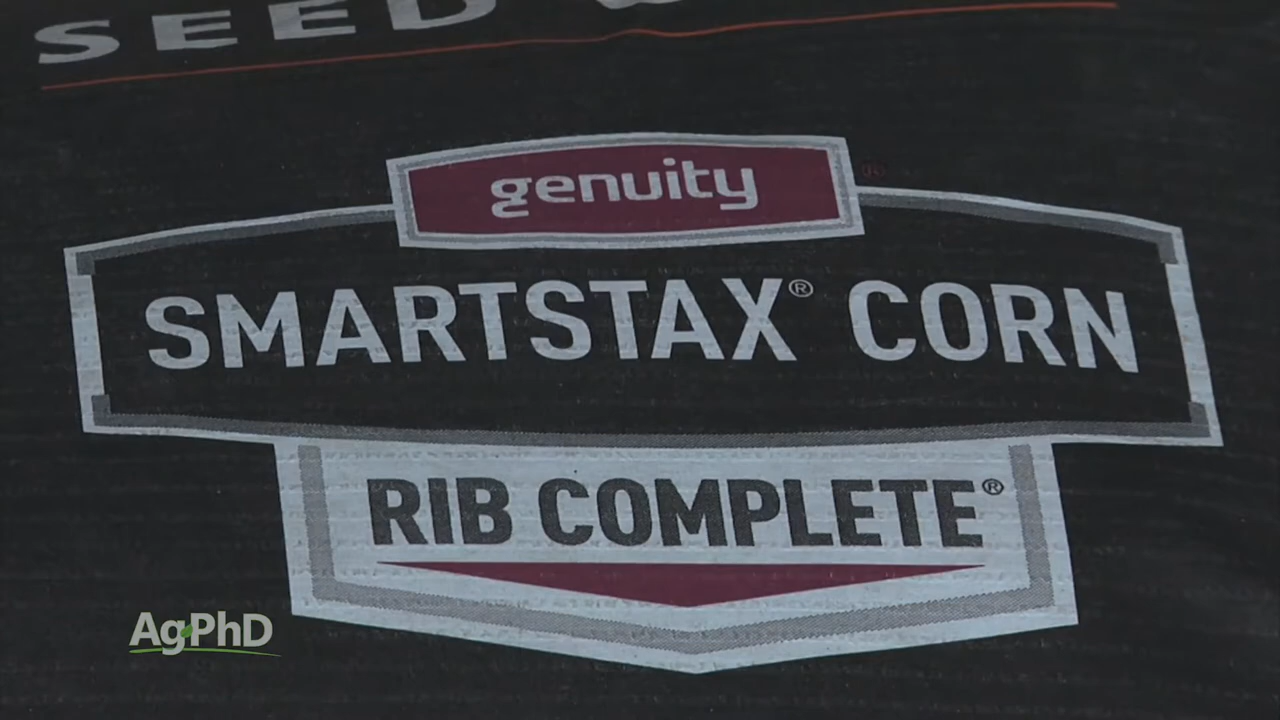 SEED
genuity®
SMARTSTAX® CORN
RIB COMPLETE®
AgPhD